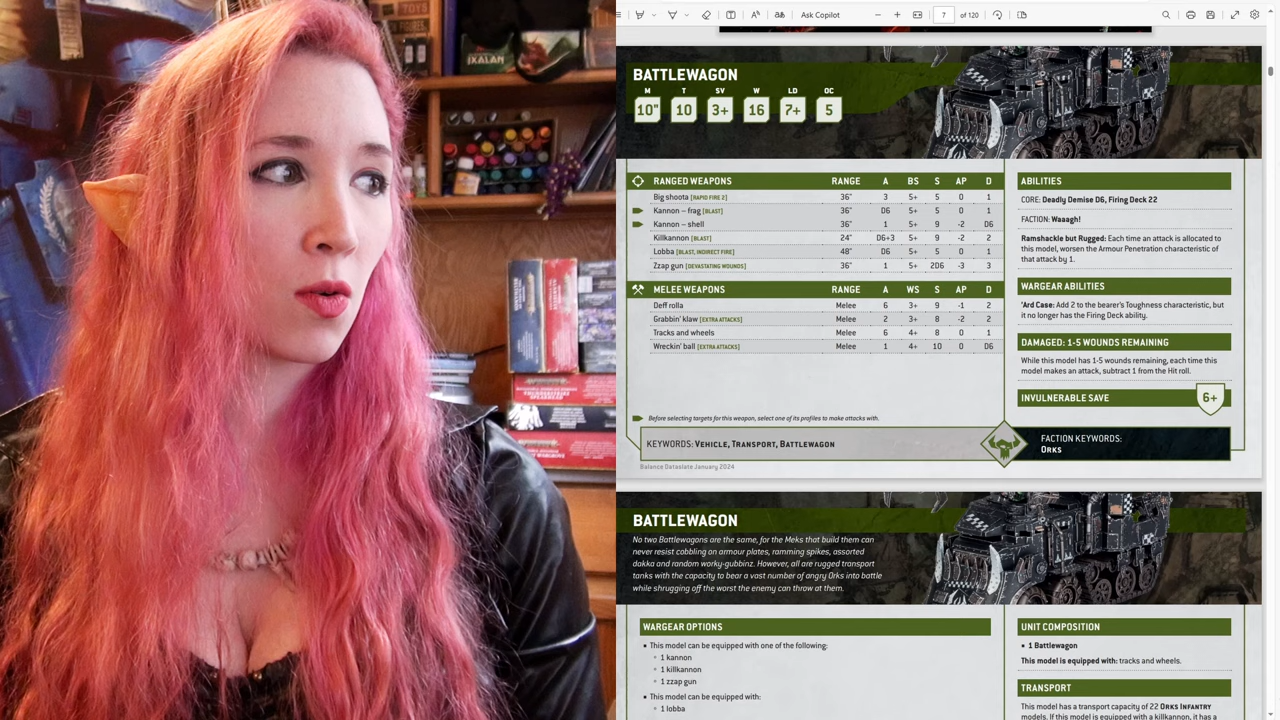 TOYS
FIGURES
IXALAN
Ask Copilot
7
of 120
BATTLEWAGON
M T SV W LD OC
10" 10 3+ 16 7+ 5
RANGED WEAPONS RANGE A BS S AP D
Big shoota [RAPID FIRE 2] 36" 3 5+ 5 0 1
Kannon – frag [BLAST] 36" D6 5+ 5 0 1
Kannon – shell 36" 1 5+ 9 -2 D6
Killkannon [BLAST] 24" D6+3 5+ 9 -2 2
Lobba [BLAST, INDIRECT FIRE] 48" D6 5+ 5 0 1
Zzap gun [DEVASTATING WOUNDS] 36" 1 5+ 2D6 -3 3
MELEE WEAPONS RANGE A WS S AP D
Deff rolla Melee 6 3+ 9 -1 2
Grabbin' klaw [EXTRA ATTACKS] Melee 2 3+ 8 -2 2
Tracks and wheels Melee 6 4+ 8 0 1
Wreckin' ball [EXTRA ATTACKS] Melee 1 4+ 10 0 D6
Before selecting targets for this weapon, select one of its profiles to make attacks with.
ABILITIES
CORE: Deadly Demise D6, Firing Deck 22
FACTION: Waaagh!
Ramshackle but Rugged: Each time an attack is allocated to
this model, worsen the Armour Penetration characteristic of
that attack by 1.
WARGEAR ABILITIES
'Ard Case: Add 2 to the bearer's Toughness characteristic, but
it no longer has the Firing Deck ability.
DAMAGED: 1-5 WOUNDS REMAINING
While this model has 1-5 wounds remaining, each time this
model makes an attack, subtract 1 from the Hit roll.
INVULNERABLE SAVE 6+
KEYWORDS: VEHICLE, TRANSPORT, BATTLEWAGON
FACTION KEYWORDS:
ORKS
Balance Dataslate January 2024
BATTLEWAGON
No two Battlewagons are the same, for the Meks that build them can
never resist cobbling on armour plates, ramming spikes, assorted
dakka and random worky-gubbinz. However, all are rugged transport
tanks with the capacity to bear a vast number of angry Orks into battle
while shrugging off the worst the enemy can throw at them.
WARGEAR OPTIONS
▪ This model can be equipped with one of the following:
◦ 1 kannon
◦ 1 killkannon
◦ 1 zzap gun
▪ This model can be equipped with:
◦ 1 lobba
UNIT COMPOSITION
▪ 1 Battlewagon
This model is equipped with: tracks and wheels.
TRANSPORT
This model has a transport capacity of 22 ORKS INFANTRY
models. If this model is equipped with a killkannon, it has a